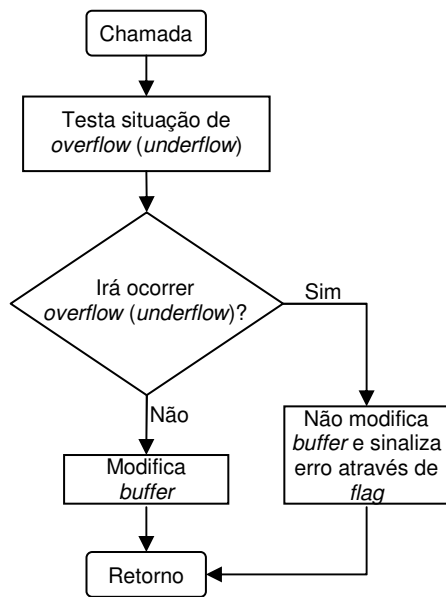 Chamada
Testa situação de
overflow (underflow)
Irá ocorrer
overflow (underflow)?
Sim
Não
Não modifica
buffer e sinaliza
erro através de
flag
Modifica
buffer
Retorno